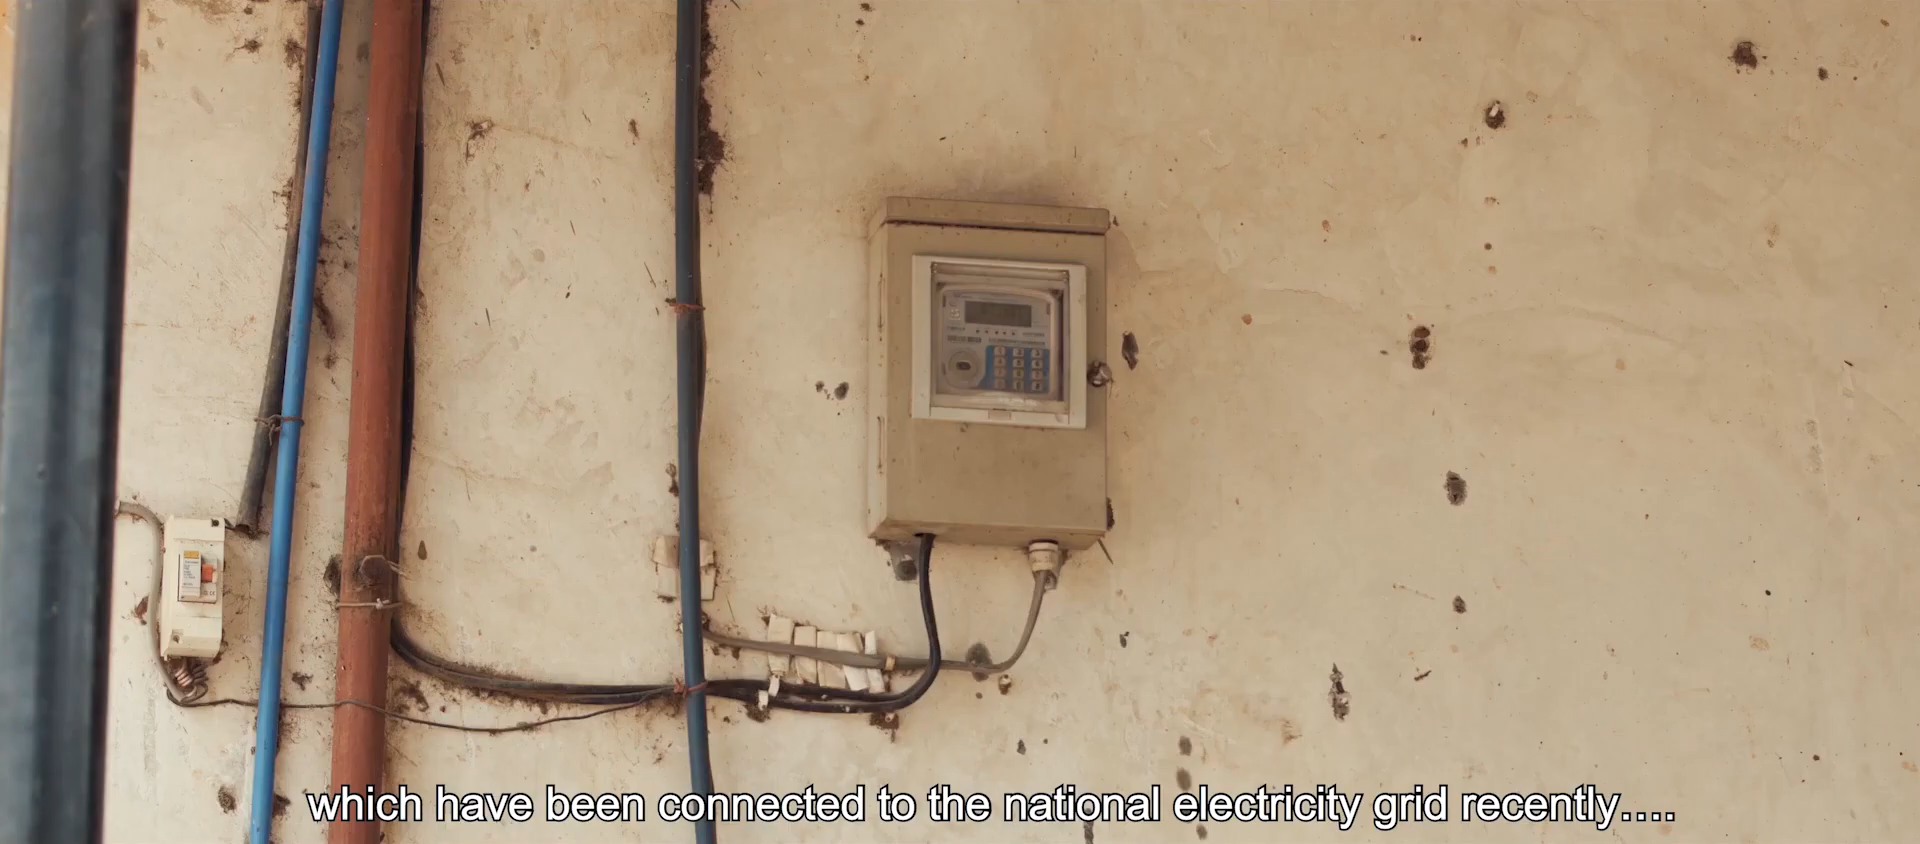 which have been connected to the national electricity grid recently....